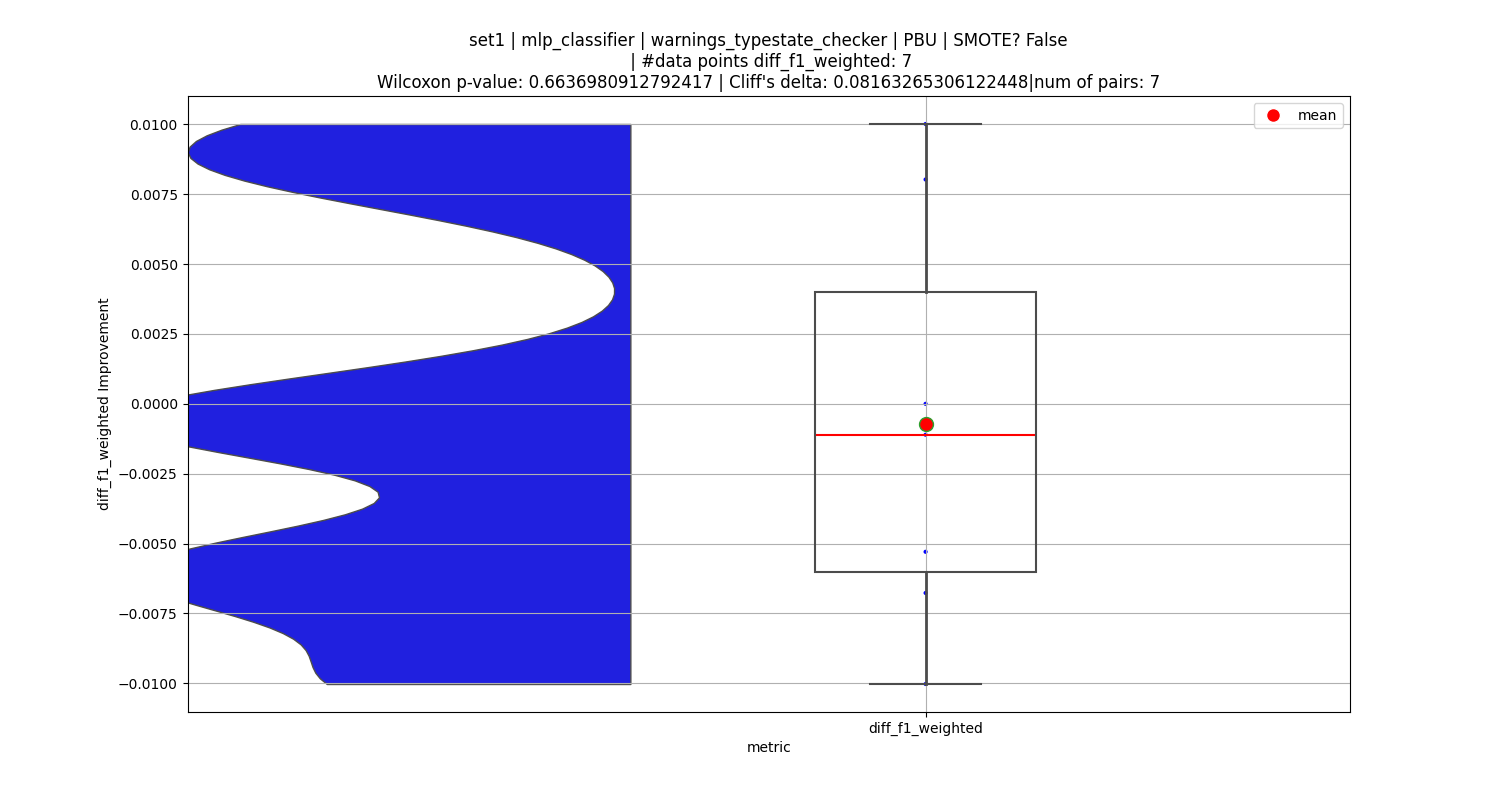 set1 | mlp_classifier | warnings_typestate_checker | PBU | SMOTE? False
| #data points diff_f1_weighted: 7
Wilcoxon p-value: 0.6636980912792417 | Cliff's delta: 0.08163265306122448|num of pairs: 7
mean
0.0100
0.0075
0.0050
0.0025
0.0000
−0.0025
−0.0050
−0.0075
−0.0100
diff_f1_weighted Improvement
diff_f1_weighted
metric